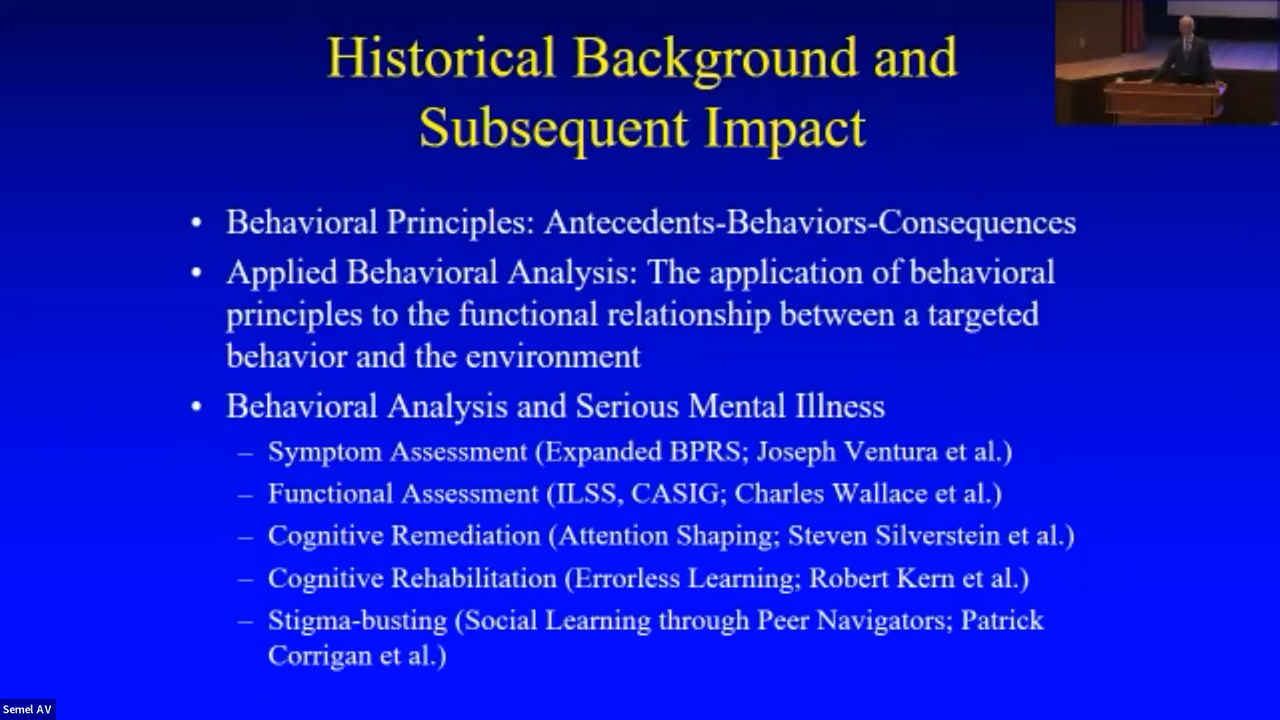 Historical Background and
Subsequent Impact
• Behavioral Principles: Antecedents-Behaviors-Consequences
• Applied Behavioral Analysis: The application of behavioral
principles to the functional relationship between a targeted
behavior and the environment
• Behavioral Analysis and Serious Mental Illness
– Symptom Assessment (Expanded BPRS; Joseph Ventura et al.)
– Functional Assessment (ILSS, CASIG; Charles Wallace et al.)
– Cognitive Remediation (Attention Shaping; Steven Silverstein et al.)
– Cognitive Rehabilitation (Errorless Learning; Robert Kern et al.)
– Stigma-busting (Social Learning through Peer Navigators; Patrick
Corrigan et al.)
Semel AV